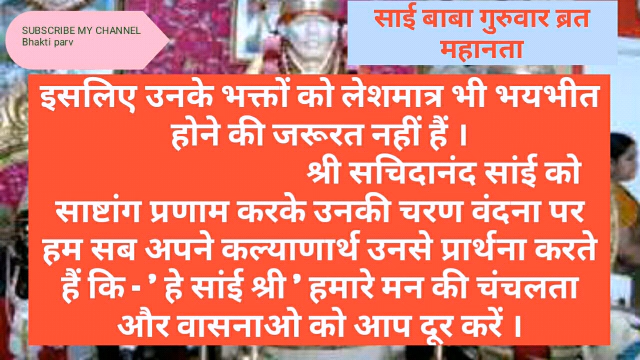 SUBSCRIBE MY CHANNEL
Bhakti parv
साई बाबा गुरुवार ब्रत
महानता
इसलिए उनके भक्तों को लेशमात्र भी भयभीत
होने की जरूरत नहीं हैं ।
श्री सचिदानंद सांई को
साष्टांग प्रणाम करके उनकी चरण वंदना पर
हम सब अपने कल्याणार्थ उनसे प्रार्थना करते
हैं कि - ’ हे सांई श्री ’ हमारे मन की चंचलता
और वासनाओ को आप दूर करें ।